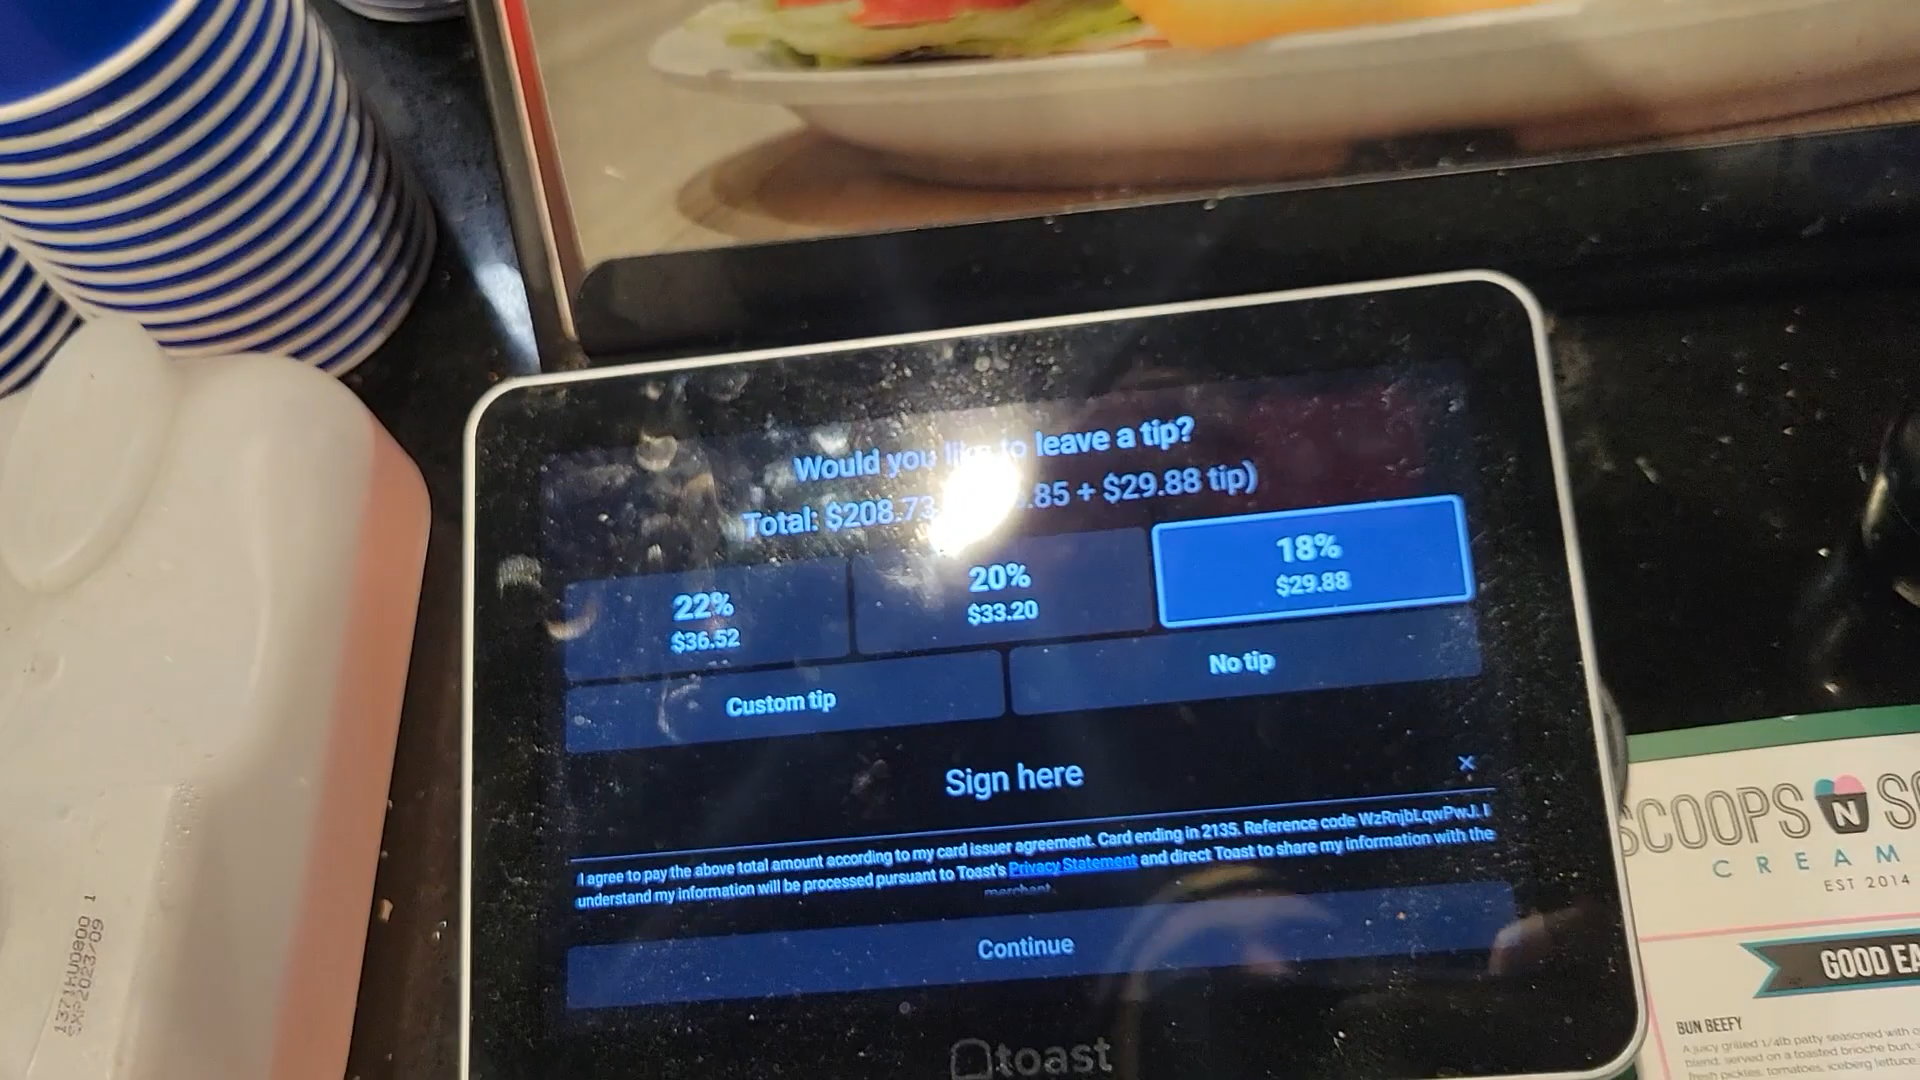 Would you like to leave a tip?
Total: $208.73 .85 + $29.88 tip)
22%
$36.52
20%
$33.20
18%
$29.88
Custom tip
No tip
Sign here
×
I agree to pay the above total amount according to my card issuer agreement. Card ending in 2135. Reference code WzRnjbLqwPwJ. I
understand my information will be processed pursuant to Toast's Privacy Statement and direct Toast to share my information with the
merchant.
Continue
toast
1371HU0800 1
EXP2023/09
SCOOPS N
CREAM
EST 2014
GOOD
BUN BEEFY
A juicy grilled 1/4lb patty seasoned with
blend, served on a toasted brioche bun,
fresh pickles, tomatoes, iceberg lettuce,